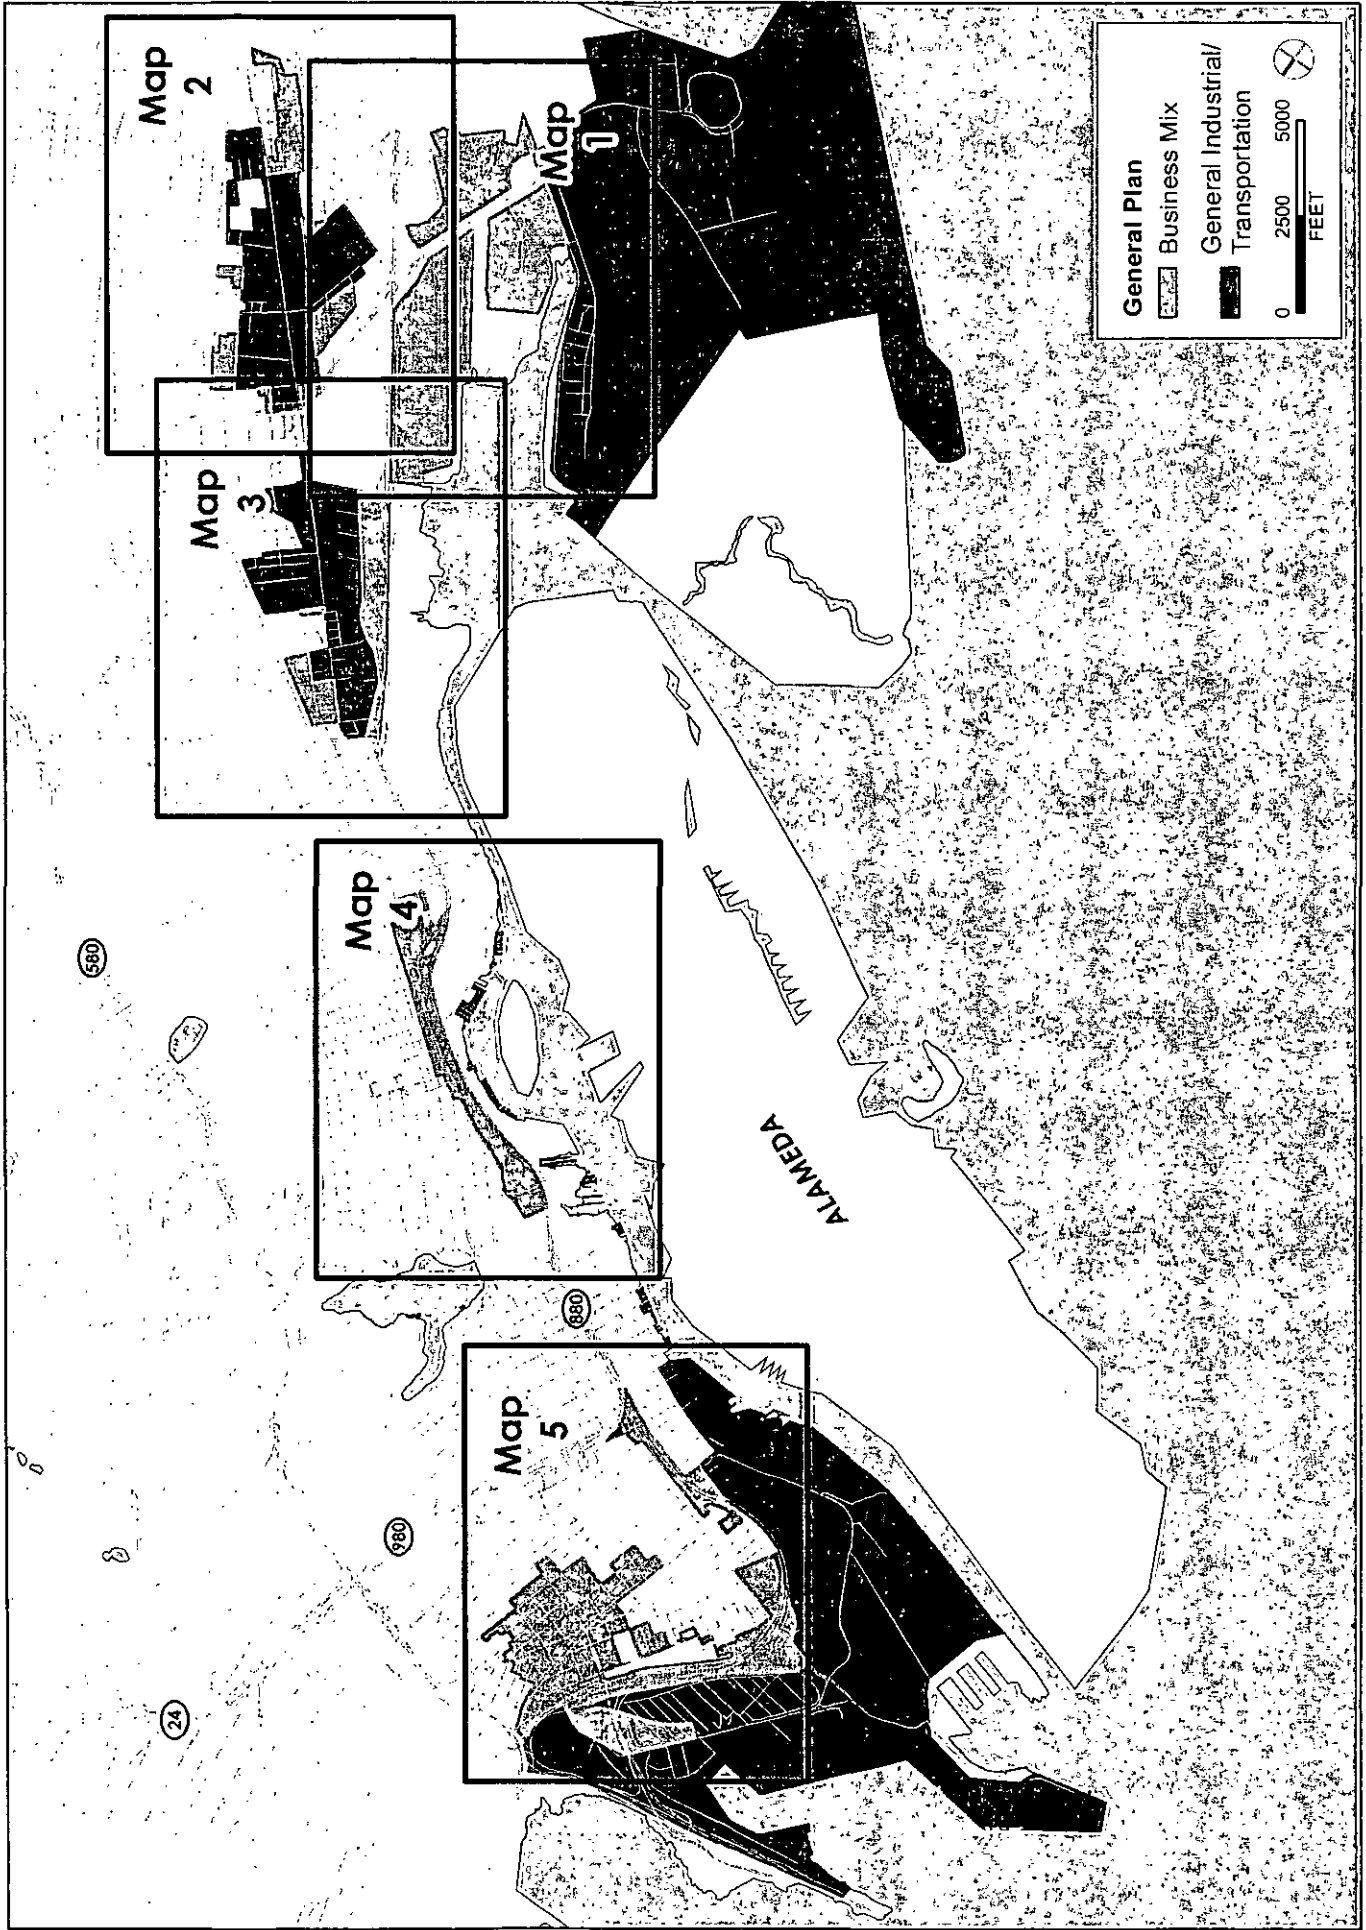 Map
2
Map
1
Map
3
Map
4
Map
5
580
24
980
880
ALAMEDA
General Plan
Business Mix
General Industrial/
Transportation
0 2500 5000
FEET